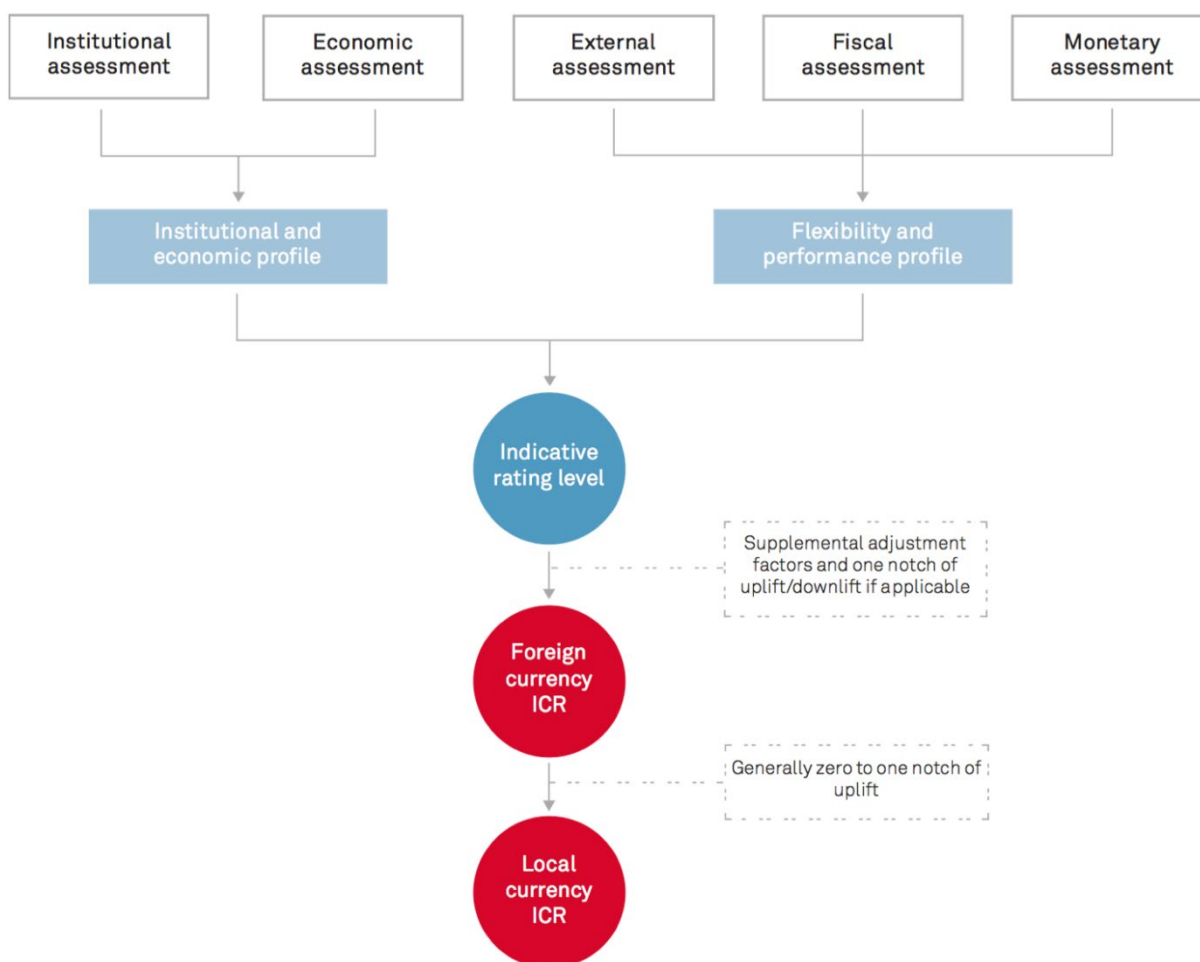 Institutional
assessment
Economic
assessment
External
assessment
Fiscal
assessment
Monetary
assessment
Institutional and
economic profile
Flexibility and
performance profile
Indicative
rating level
Supplemental adjustment
factors and one notch of
uplift/downlift if applicable
Foreign
currency
ICR
Generally zero to one notch of
uplift
Local
currency
ICR